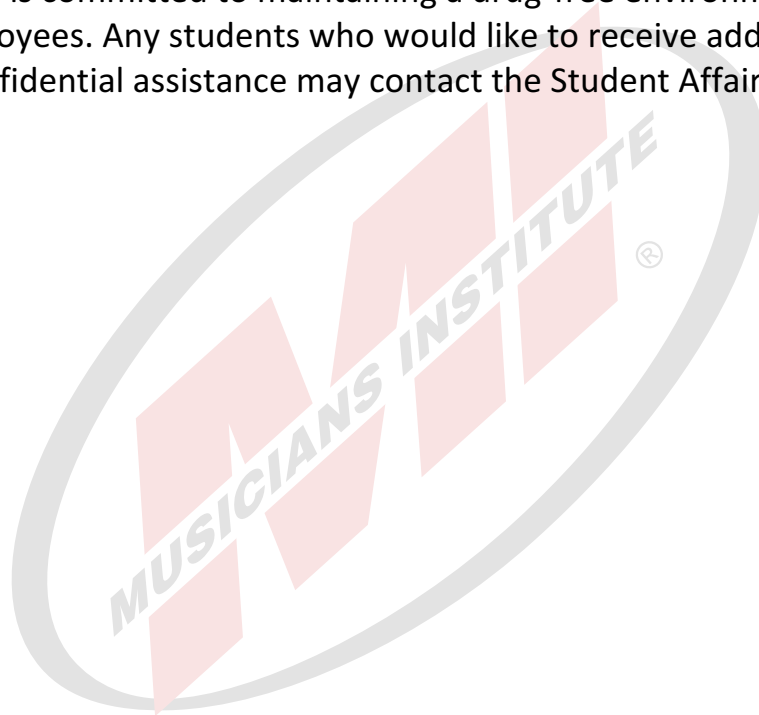 is committed to maintaining a drug-free environm
oyees. Any students who would like to receive add
fidential assistance may contact the Student Affair
MUSICIANS INSTITUTE ®